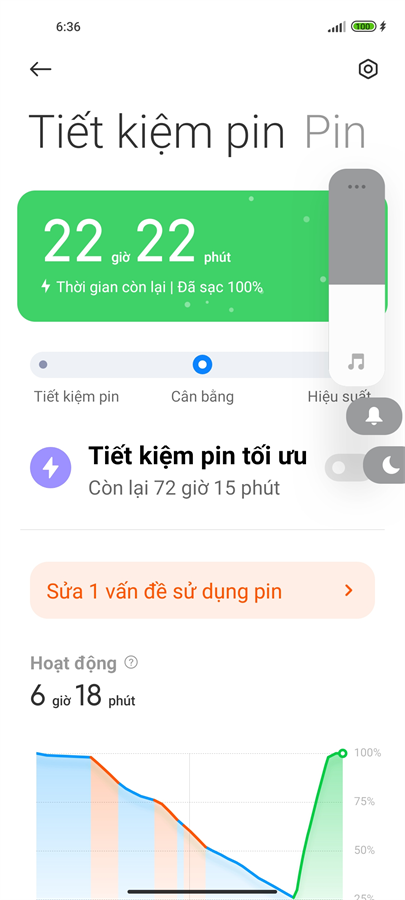 6:36
100
Tiết kiệm pin Pin
22 giờ 22 phút
Thời gian còn lại | Đã sạc 100%
Tiết kiệm pin Cân bằng Hiệu suất
Tiết kiệm pin tối ưu
Còn lại 72 giờ 15 phút
Sửa 1 vấn đề sử dụng pin
Hoạt động ?
6 giờ 18 phút
100%
75%
50%
25%